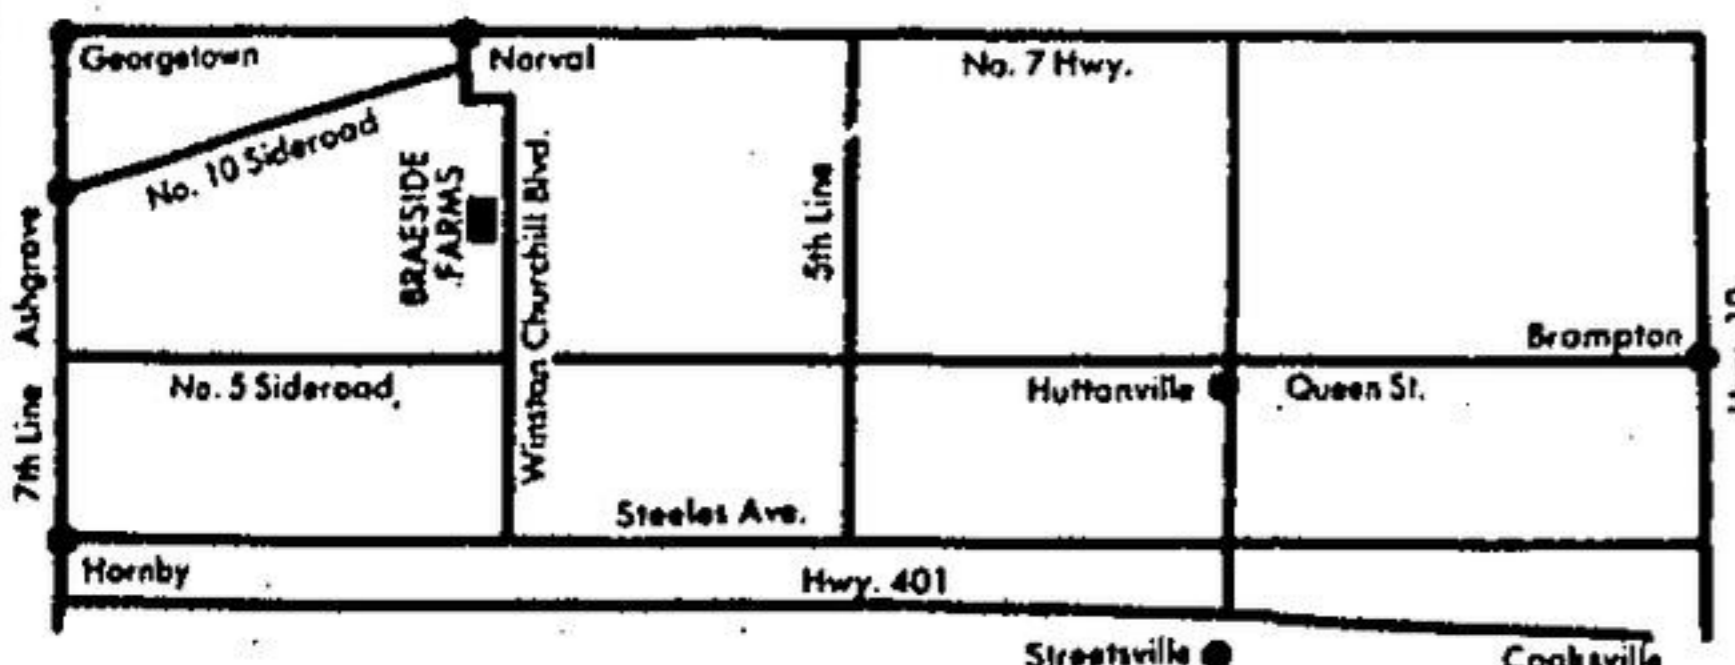 Georgetown
Norval
No. 7 Hwy.
No. 10 Sideroad
BRAESIDE
FARMS
Winston Churchill Blvd.
5th Line
Ashgrove
7th Line
Brampton
No. 5 Sideroad
Huttonville
Queen St.
Steeles Ave.
Hornby
Hwy. 401
Streetsville
Cooksville